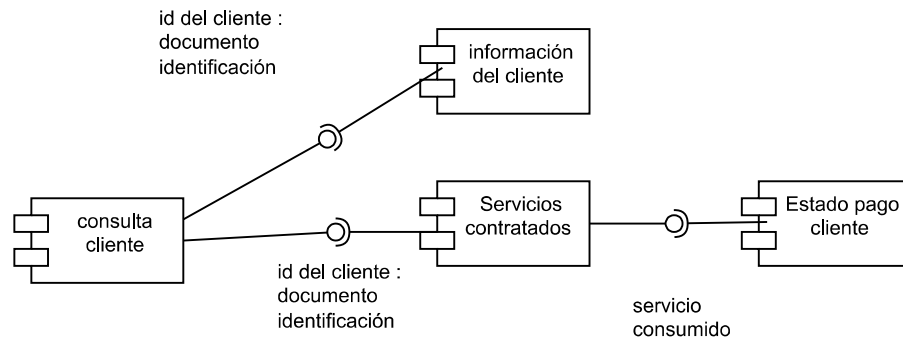 id del cliente :
documento
identificación
información
del cliente
consulta
cliente
Servicios
contratados
Estado pago
cliente
id del cliente :
documento
identificación
servicio
consumido